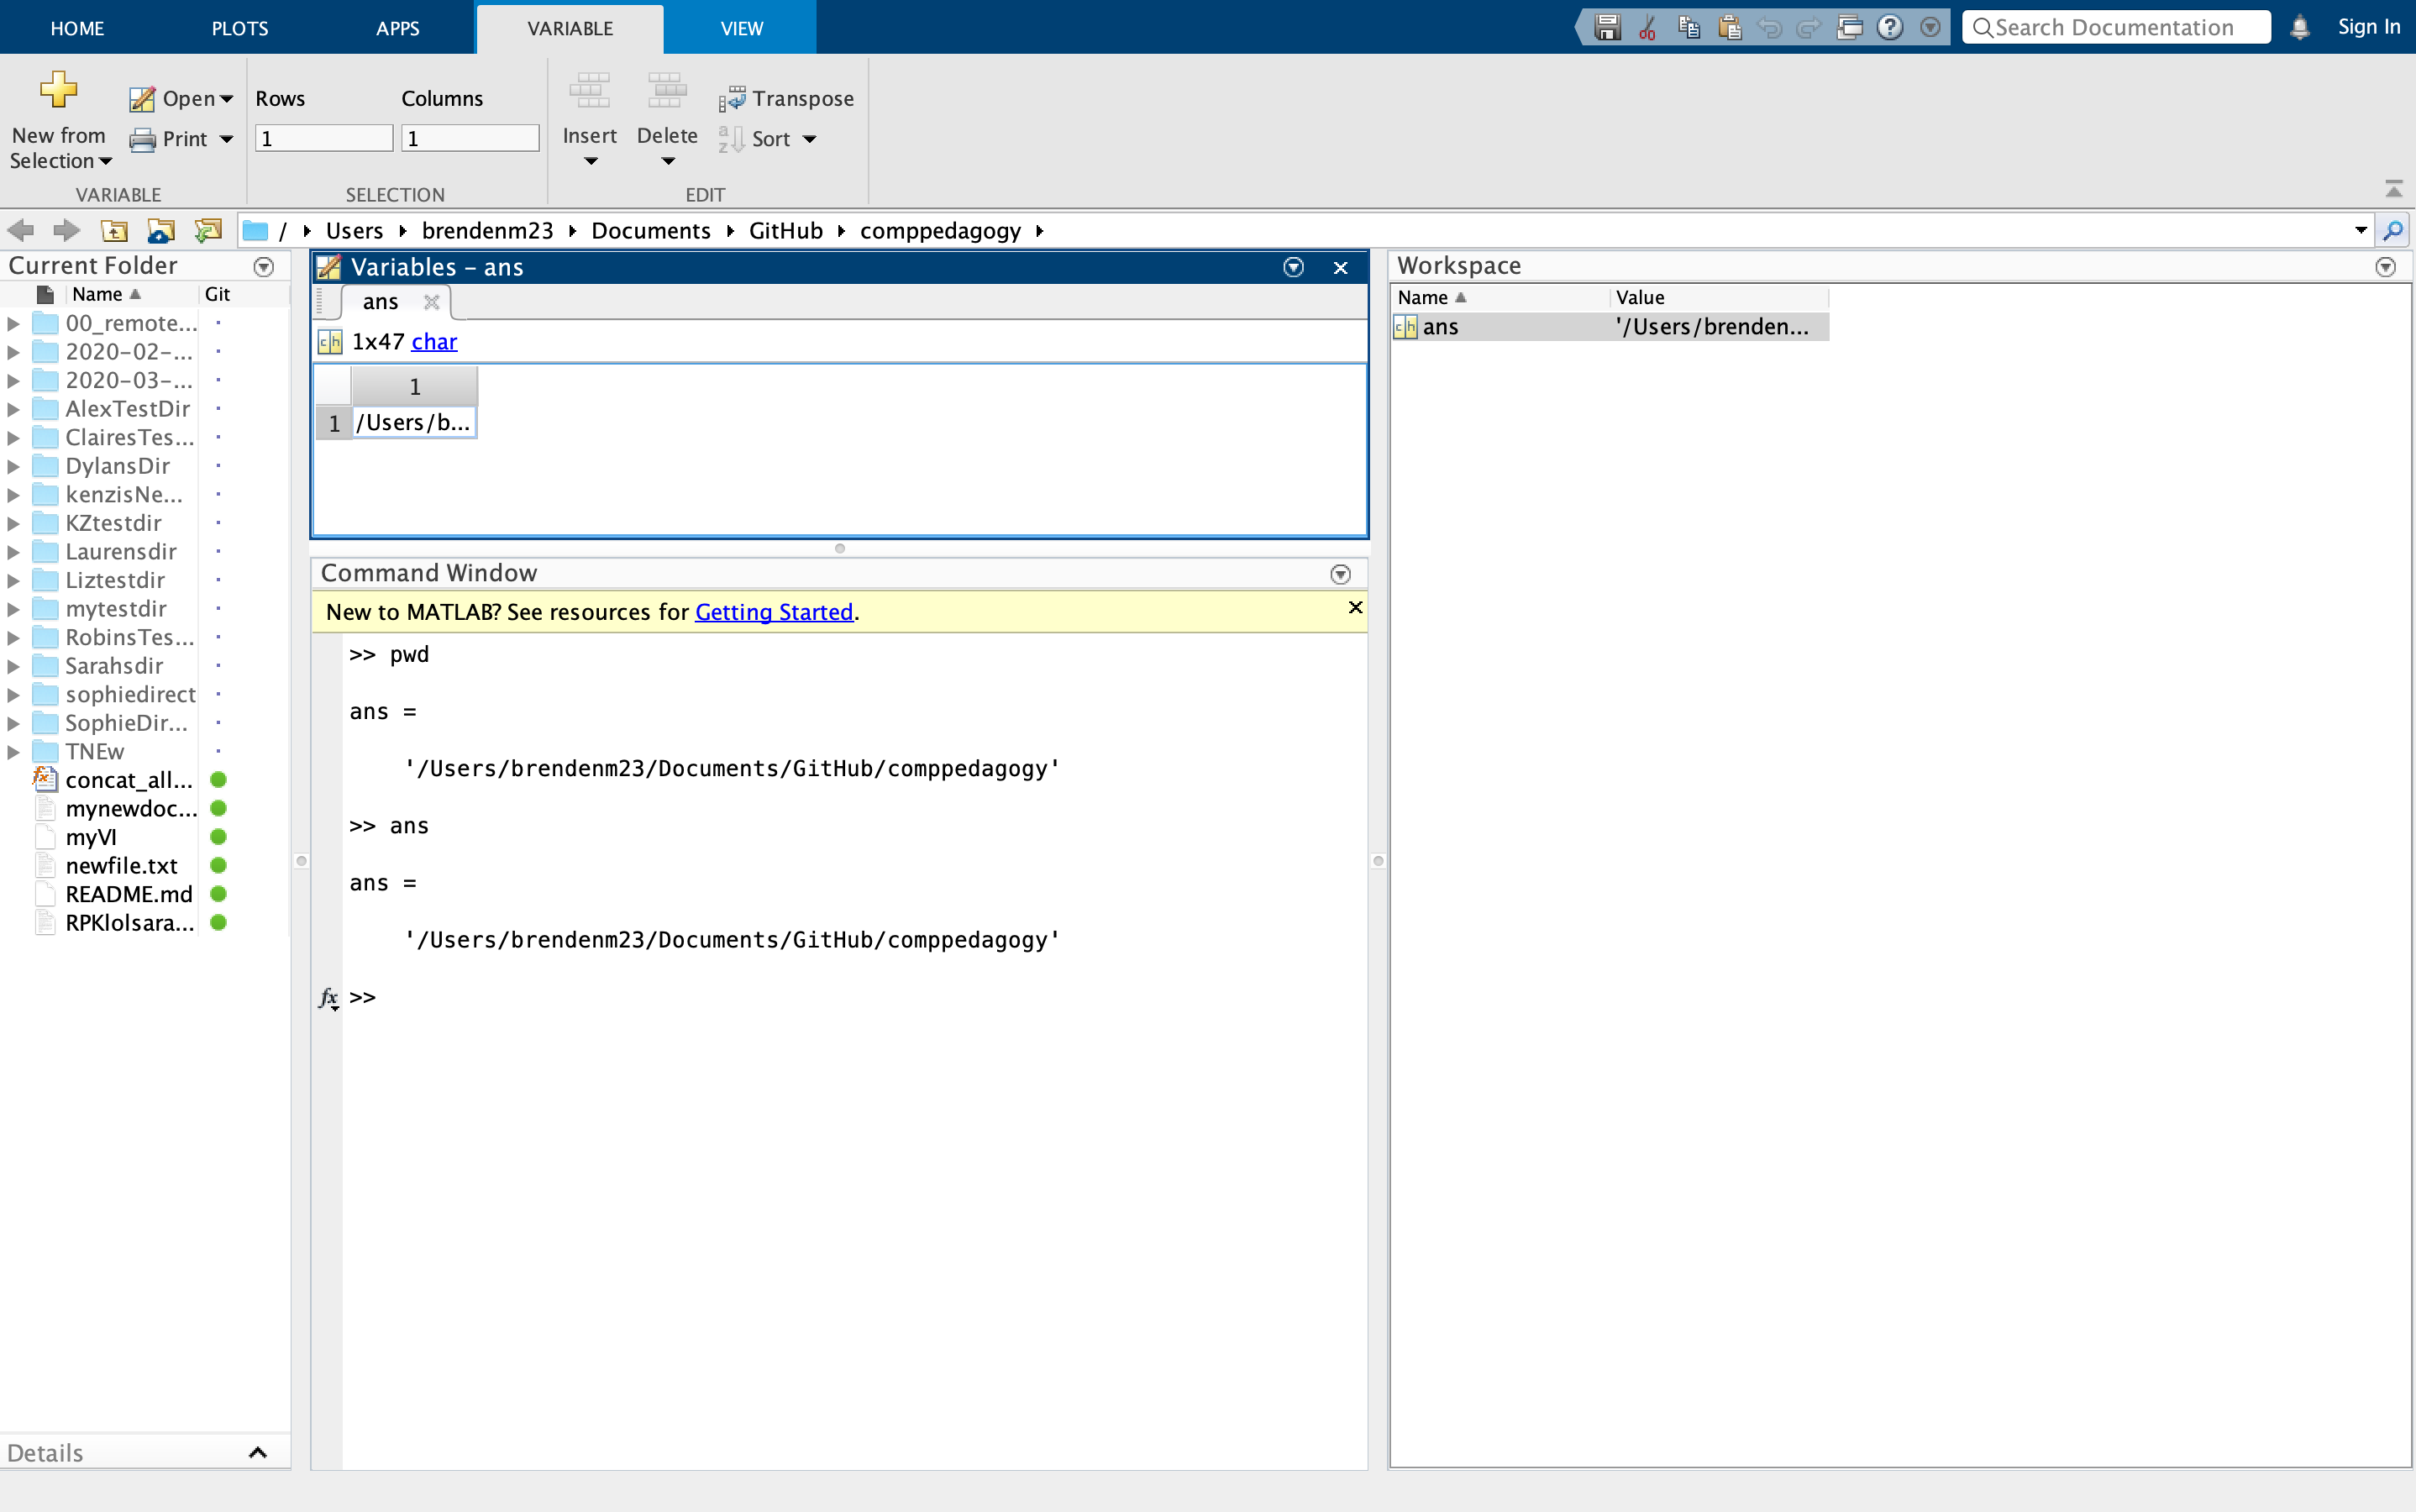 HOME PLOTS APPS VARIABLE VIEW Search Documentation Sign In
New from Selection Open Print Rows 1 Columns 1 Insert Delete Transpose Sort
VARIABLE SELECTION EDIT
/ Users brendenm23 Documents GitHub comppedagogy
Current Folder
Name Git
00_remote...
2020-02-...
2020-03-...
AlexTestDir
ClairesTes...
DylansDir
kenzisNe...
KZtestdir
Laurensdir
Liztestdir
mytestdir
RobinsTes...
Sarahsdir
sophiedirect
SophieDir...
TNEw
concat_all...
mynewdoc...
myVI
newfile.txt
README.md
RPKlolsara...
Details
Variables - ans
ans
1x47 char
1
1 /Users/b...
Command Window
New to MATLAB? See resources for Getting Started.
>> pwd
ans =
'/Users/brendenm23/Documents/GitHub/comppedagogy'
>> ans
ans =
'/Users/brendenm23/Documents/GitHub/comppedagogy'
fx >>
Workspace
Name Value
ans '/Users/brenden...